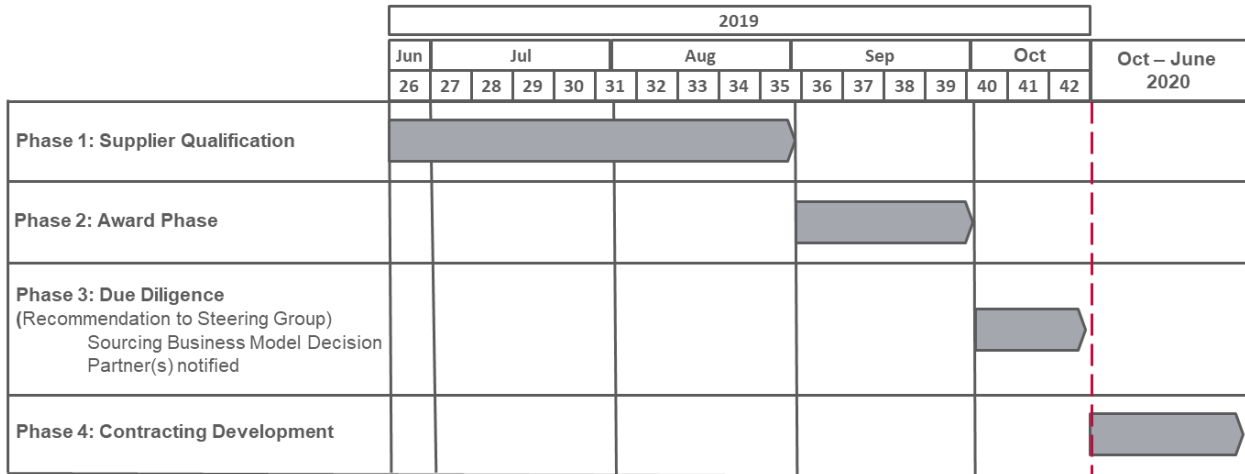 2019
Jun Jul Aug Sep Oct Oct – June
2020
26 27 28 29 30 31 32 33 34 35 36 37 38 39 40 41 42
Phase 1: Supplier Qualification
Phase 2: Award Phase
Phase 3: Due Diligence
(Recommendation to Steering Group)
Sourcing Business Model Decision
Partner(s) notified
Phase 4: Contracting Development